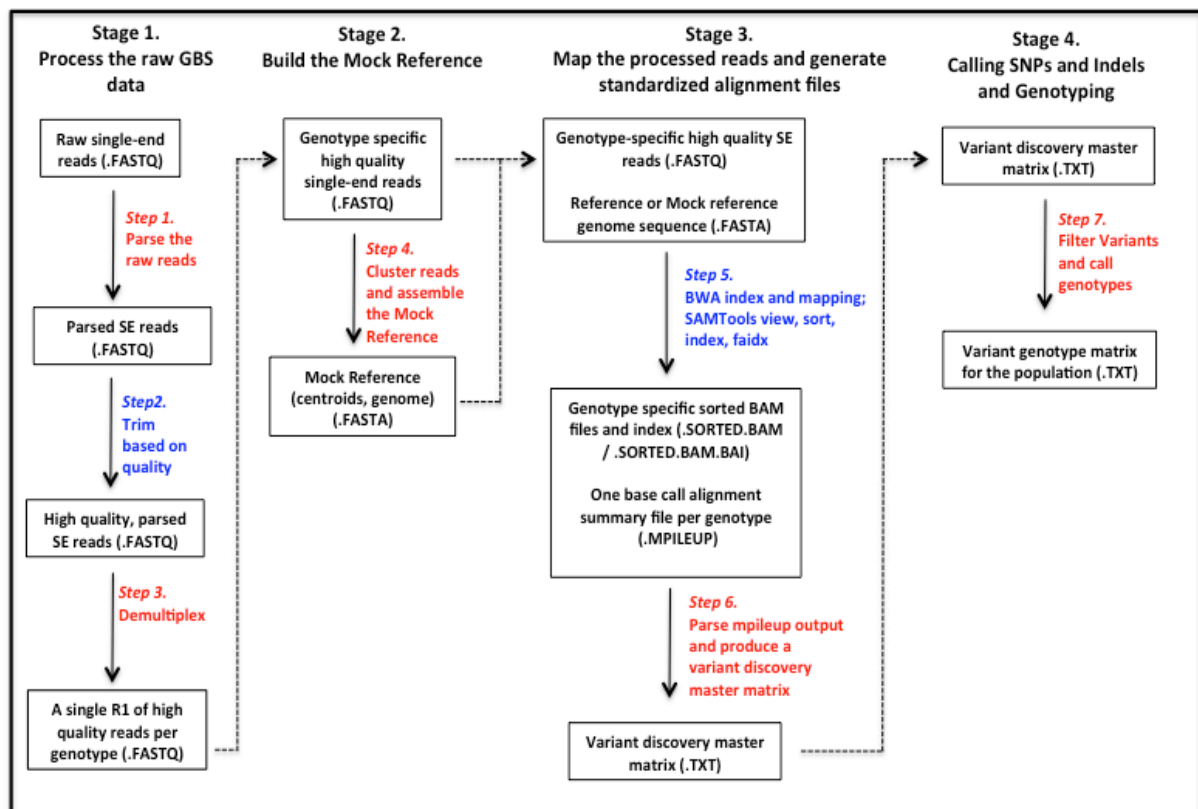 Stage 1.
Process the raw GBS
data
Raw single-end
reads (.FASTQ)
Step 1.
Parse the
raw reads
Parsed SE reads
(.FASTQ)
Step2.
Trim
based on
quality
High quality, parsed
SE reads (.FASTQ)
Step 3.
Demultiplex
A single R1 of high
quality reads per
genotype (.FASTQ)
Stage 2.
Build the Mock Reference
Genotype specific
high quality
single-end reads
(.FASTQ)
Step 4.
Cluster reads
and assemble
the Mock
Reference
Mock Reference
(centroids, genome)
(.FASTA)
Stage 3.
Map the processed reads and generate
standardized alignment files
Genotype-specific high quality SE
reads (.FASTQ)
Reference or Mock reference
genome sequence (.FASTA)
Step 5.
BWA index and mapping;
SAMTools view, sort,
index, faidx
Genotype specific sorted BAM
files and index (.SORTED.BAM
/ .SORTED.BAM.BAI)
One base call alignment
summary file per genotype
(.MPILEUP)
Step 6.
Parse mpileup output
and produce a
variant discovery
master matrix
Variant discovery master
matrix (.TXT)
Stage 4.
Calling SNPs and Indels
and Genotyping
Variant discovery master
matrix (.TXT)
Step 7.
Filter Variants
and call
genotypes
Variant genotype matrix
for the population (.TXT)